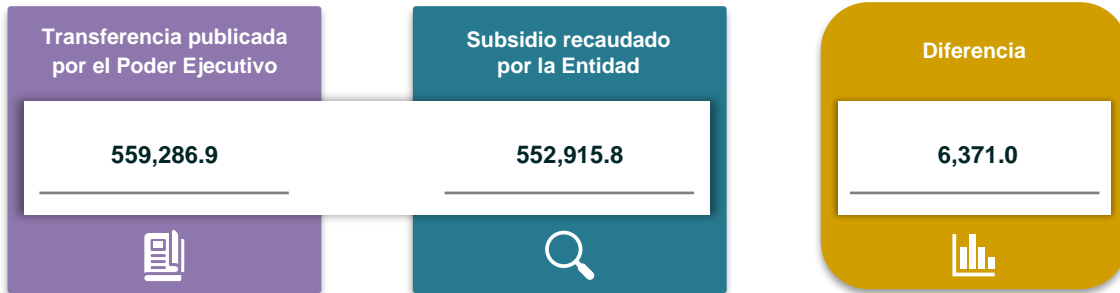 Transferencia publicada
por el Poder Ejecutivo
559,286.9
Subsidio recaudado
por la Entidad
552,915.8
Diferencia
6,371.0